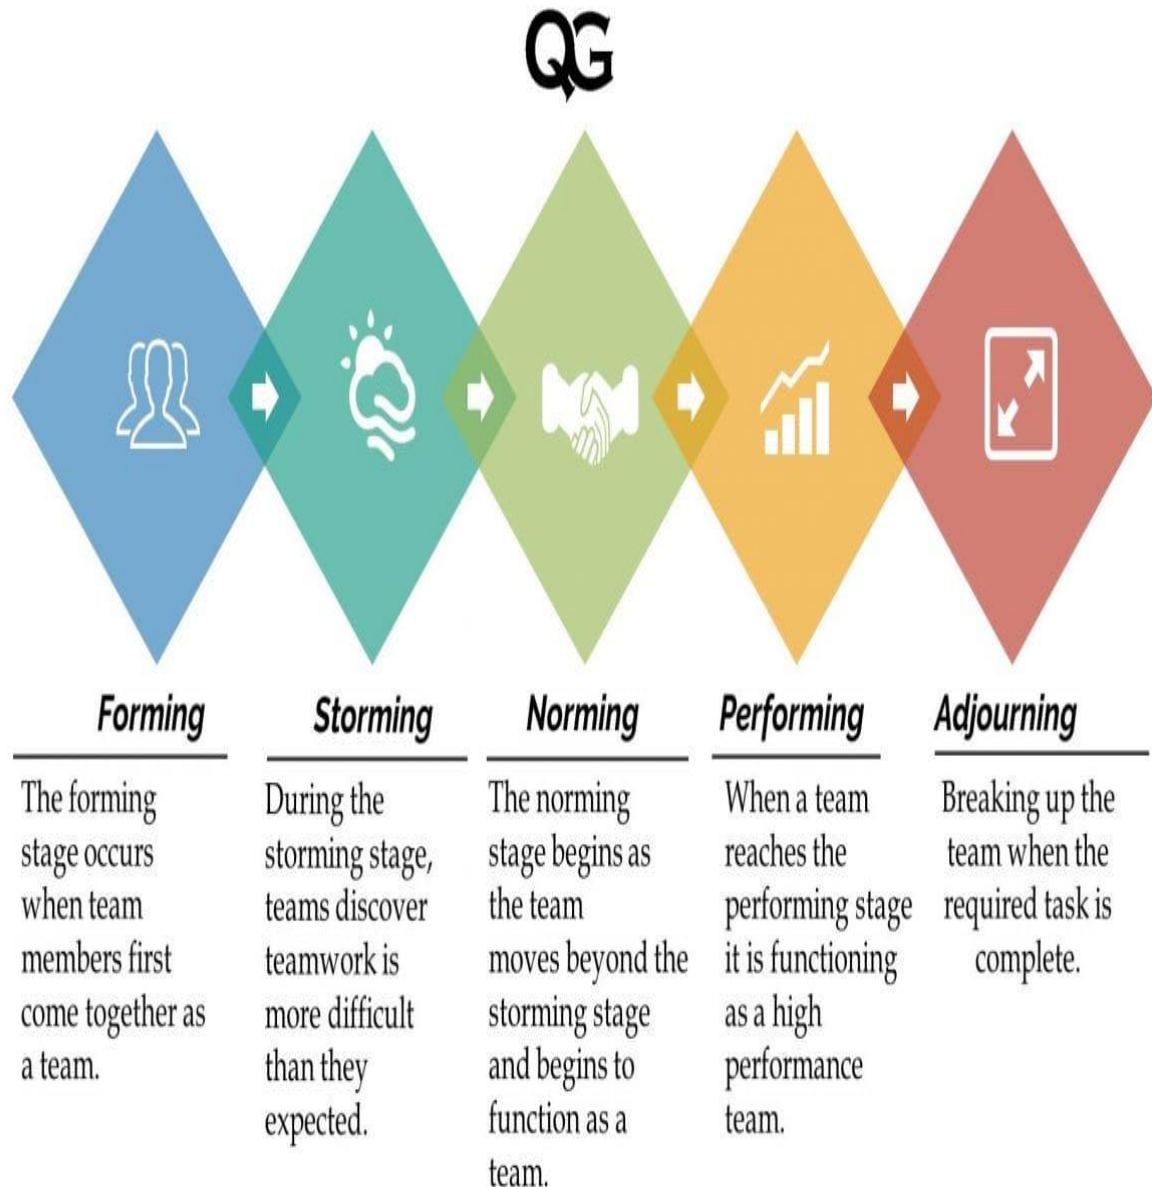 QG
Forming
The forming
stage occurs
when team
members first
come together as
a team.
Storming
During the
storming stage,
teams discover
teamwork is
more difficult
than they
expected.
Norming
The norming
stage begins as
the team
moves beyond the
storming stage
and begins to
function as a
team.
Performing
When a team
reaches the
performing stage
it is functioning
as a high
performance
team.
Adjourning
Breaking up the
team when the
required task is
complete.